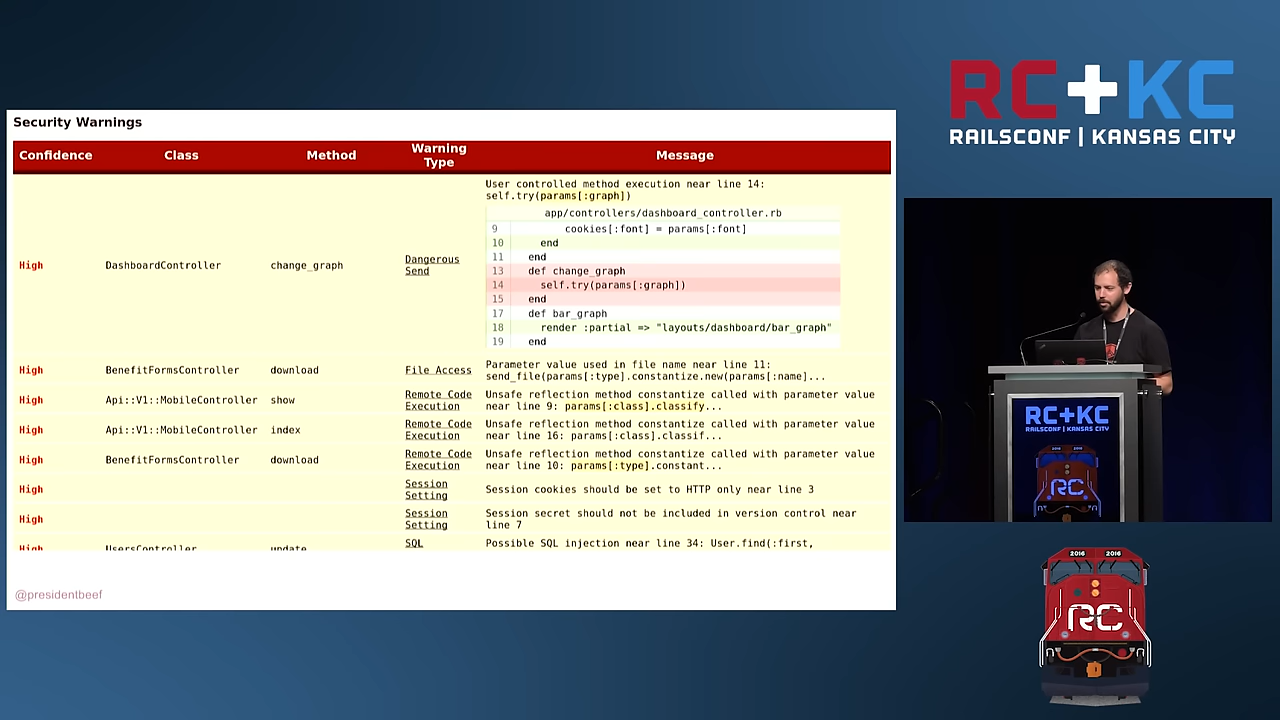 Security Warnings
Confidence Class Method Warning Type Message
User controlled method execution near line 14:
self.try(params[:graph])
app/controllers/dashboard_controller.rb
9 cookies[:font] = params[:font]
10 end
11 end
13 def change_graph
14 self.try(params[:graph])
15 end
17 def bar_graph
18 render :partial => "layouts/dashboard/bar_graph"
19 end
High DashboardController change_graph Dangerous
Send
High BenefitFormsController download File Access Parameter value used in file name near line 11:
send_file(params[:type].constantize.new(params[:name]...
High Api::V1::MobileController show Remote Code
Execution
Unsafe reflection method constantize called with parameter value
near line 9: params[:class].classify...
High Api::V1::MobileController index Remote Code
Execution
Unsafe reflection method constantize called with parameter value
near line 16: params[:class].classif...
High BenefitFormsController download Remote Code
Execution
Unsafe reflection method constantize called with parameter value
near line 10: params[:type].constant...
High Session
Setting
Session cookies should be set to HTTP only near line 3
High Session
Setting
Session secret should not be included in version control near
line 7
High UsersController update SQL Possible SQL injection near line 34: User.find(:first,
@presidentbeef
RC+KC
RAILSCONF | KANSAS CITY
RC+KC
RAILSCONF | KANSAS CITY
2016 2016
RC
2016 2016
RC